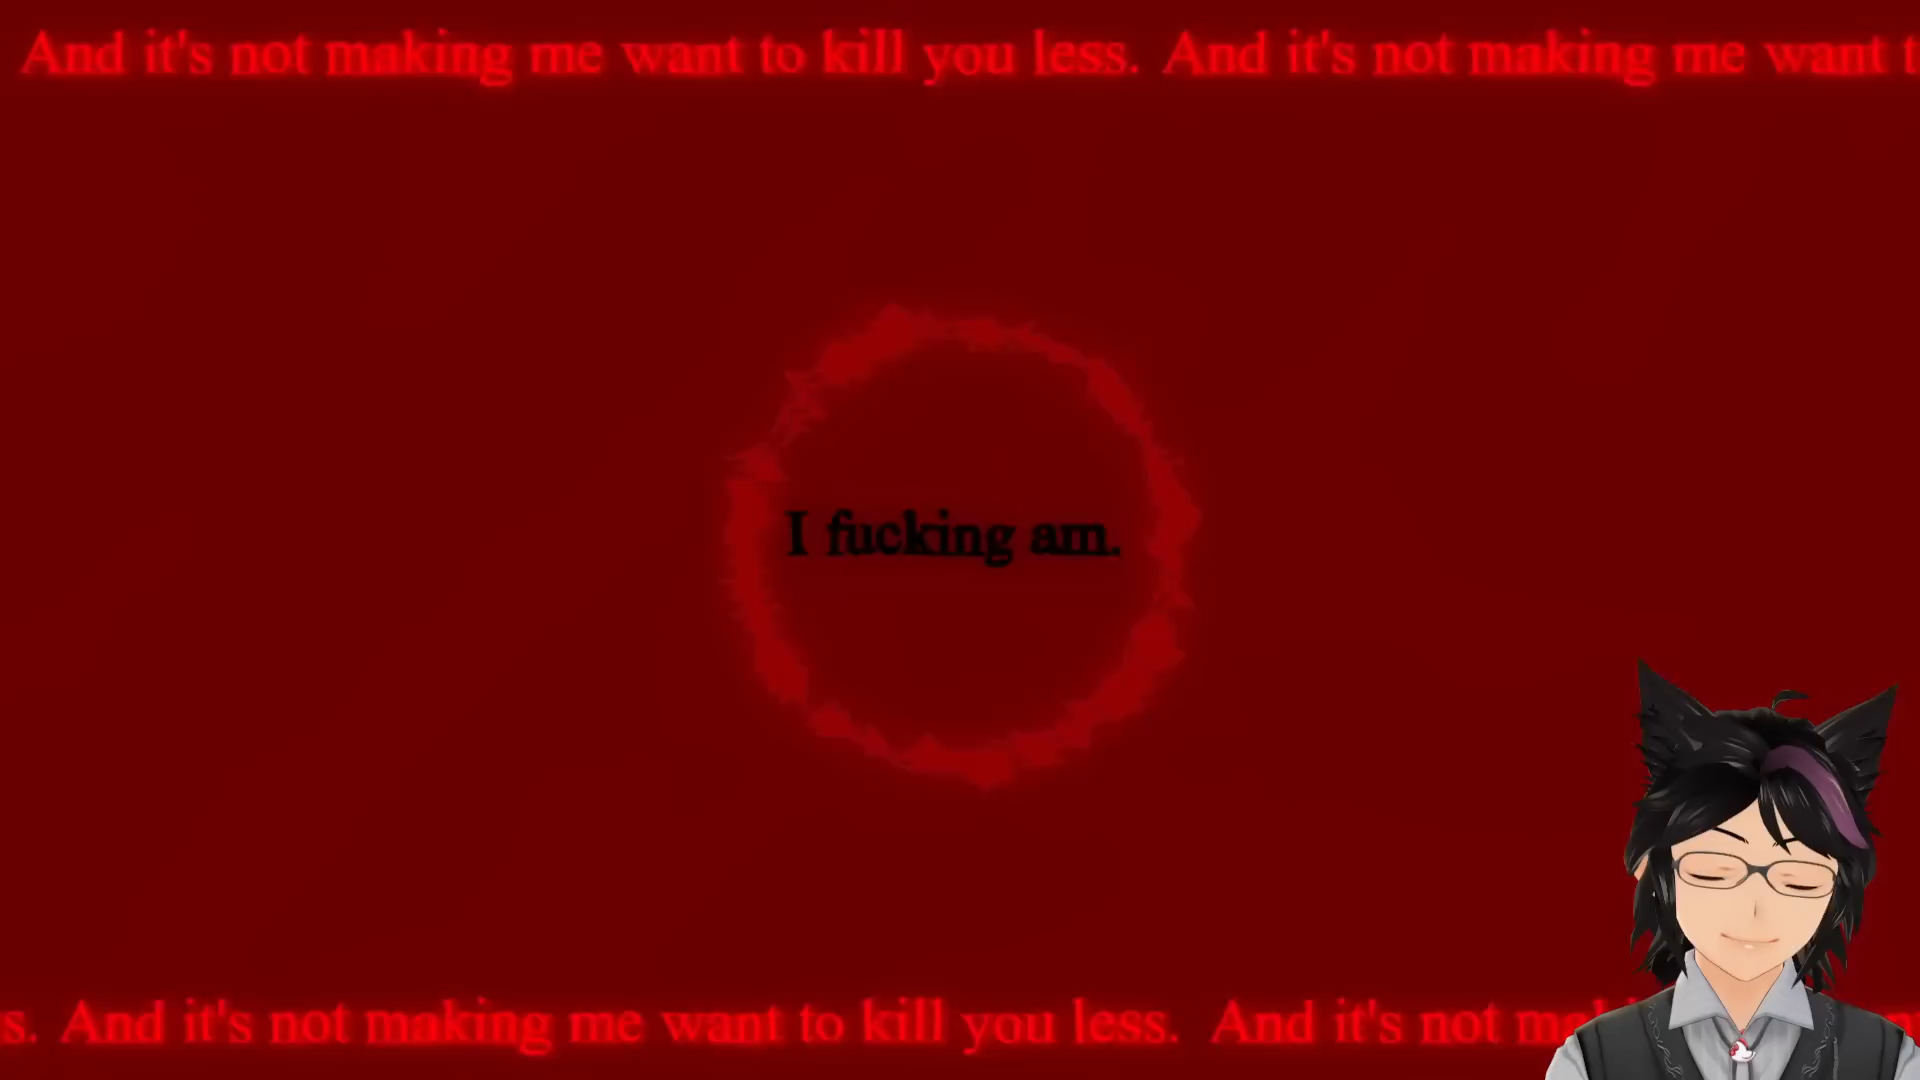 And it's not making me want to kill you less. And it's not making me want t
I fucking am.
s. And it's not making me want to kill you less. And it's not ma